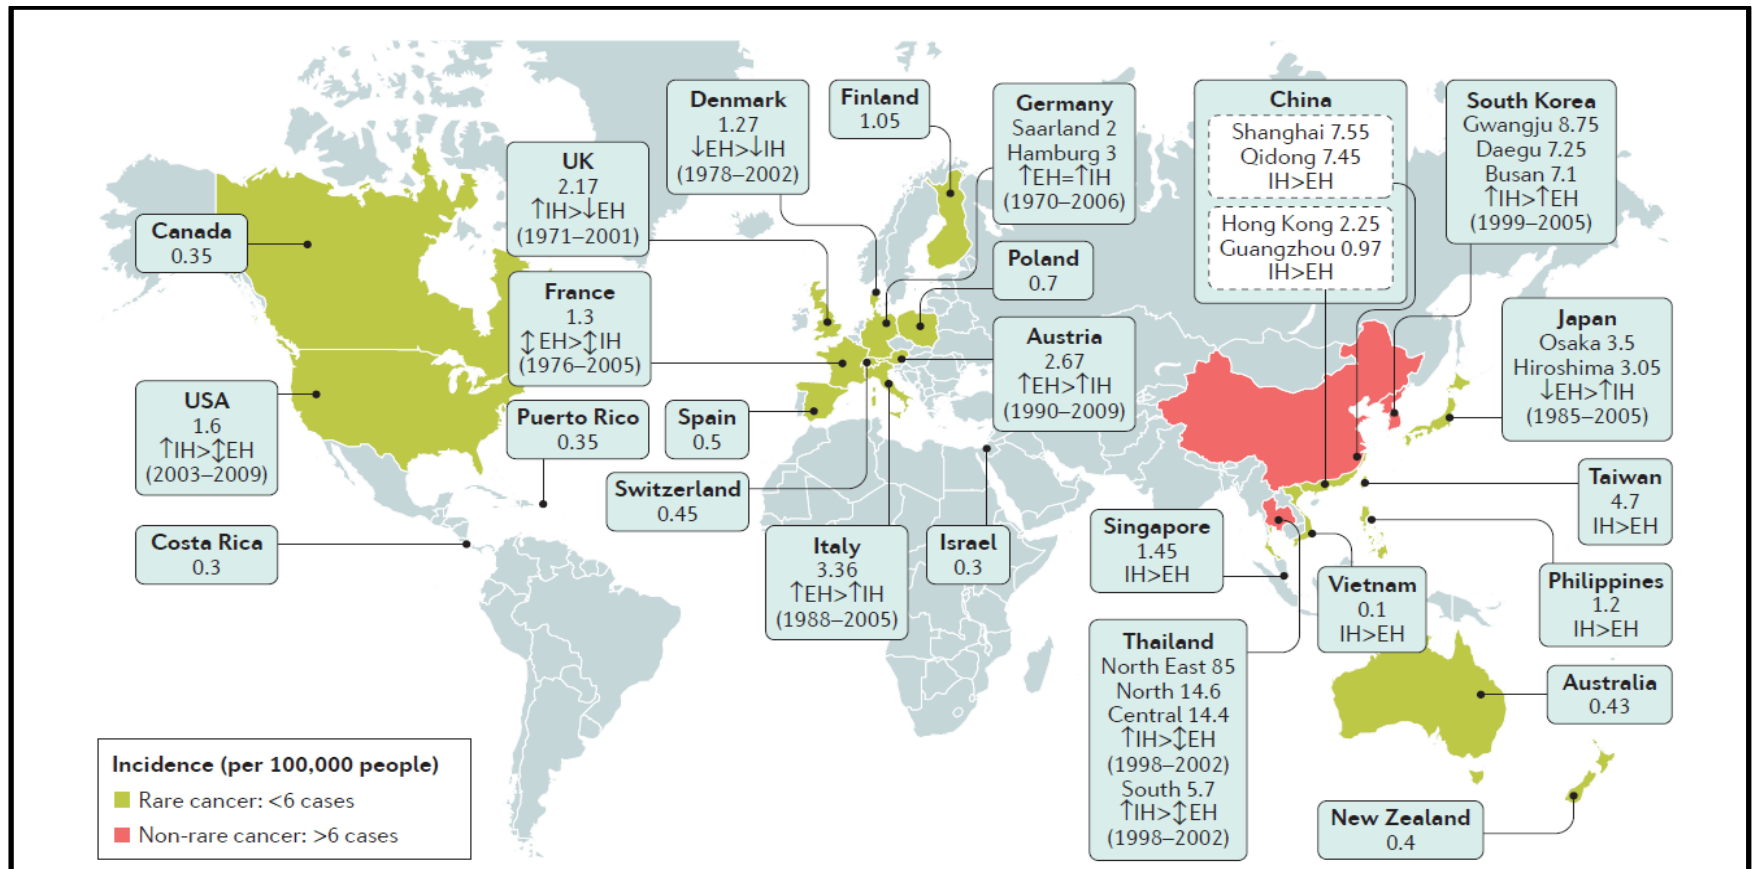 Canada
0.35
USA
1.6
↑IH>↕EH
(2003–2009)
Costa Rica
0.3
UK
2.17
↑IH>↓EH
(1971–2001)
France
1.3
↕EH>↕IH
(1976–2005)
Puerto Rico
0.35
Denmark
1.27
↓EH>↓IH
(1978–2002)
Finland
1.05
Spain
0.5
Switzerland
0.45
Italy
3.36
↑EH>↑IH
(1988–2005)
Israel
0.3
Germany
Saarland 2
Hamburg 3
↑EH=↑IH
(1970–2006)
Poland
0.7
Austria
2.67
↑EH>↑IH
(1990–2009)
China
Shanghai 7.55
Qidong 7.45
IH>EH
Hong Kong 2.25
Guangzhou 0.97
IH>EH
South Korea
Gwangju 8.75
Daegu 7.25
Busan 7.1
↑IH>↑EH
(1999–2005)
Japan
Osaka 3.5
Hiroshima 3.05
↓EH>↑IH
(1985–2005)
Taiwan
4.7
IH>EH
Singapore
1.45
IH>EH
Vietnam
0.1
IH>EH
Philippines
1.2
IH>EH
Thailand
North East 85
North 14.6
Central 14.4
↑IH>↕EH
(1998–2002)
South 5.7
↑IH>↕EH
(1998–2002)
Australia
0.43
New Zealand
0.4
Incidence (per 100,000 people)
Rare cancer: <6 cases
Non-rare cancer: >6 cases